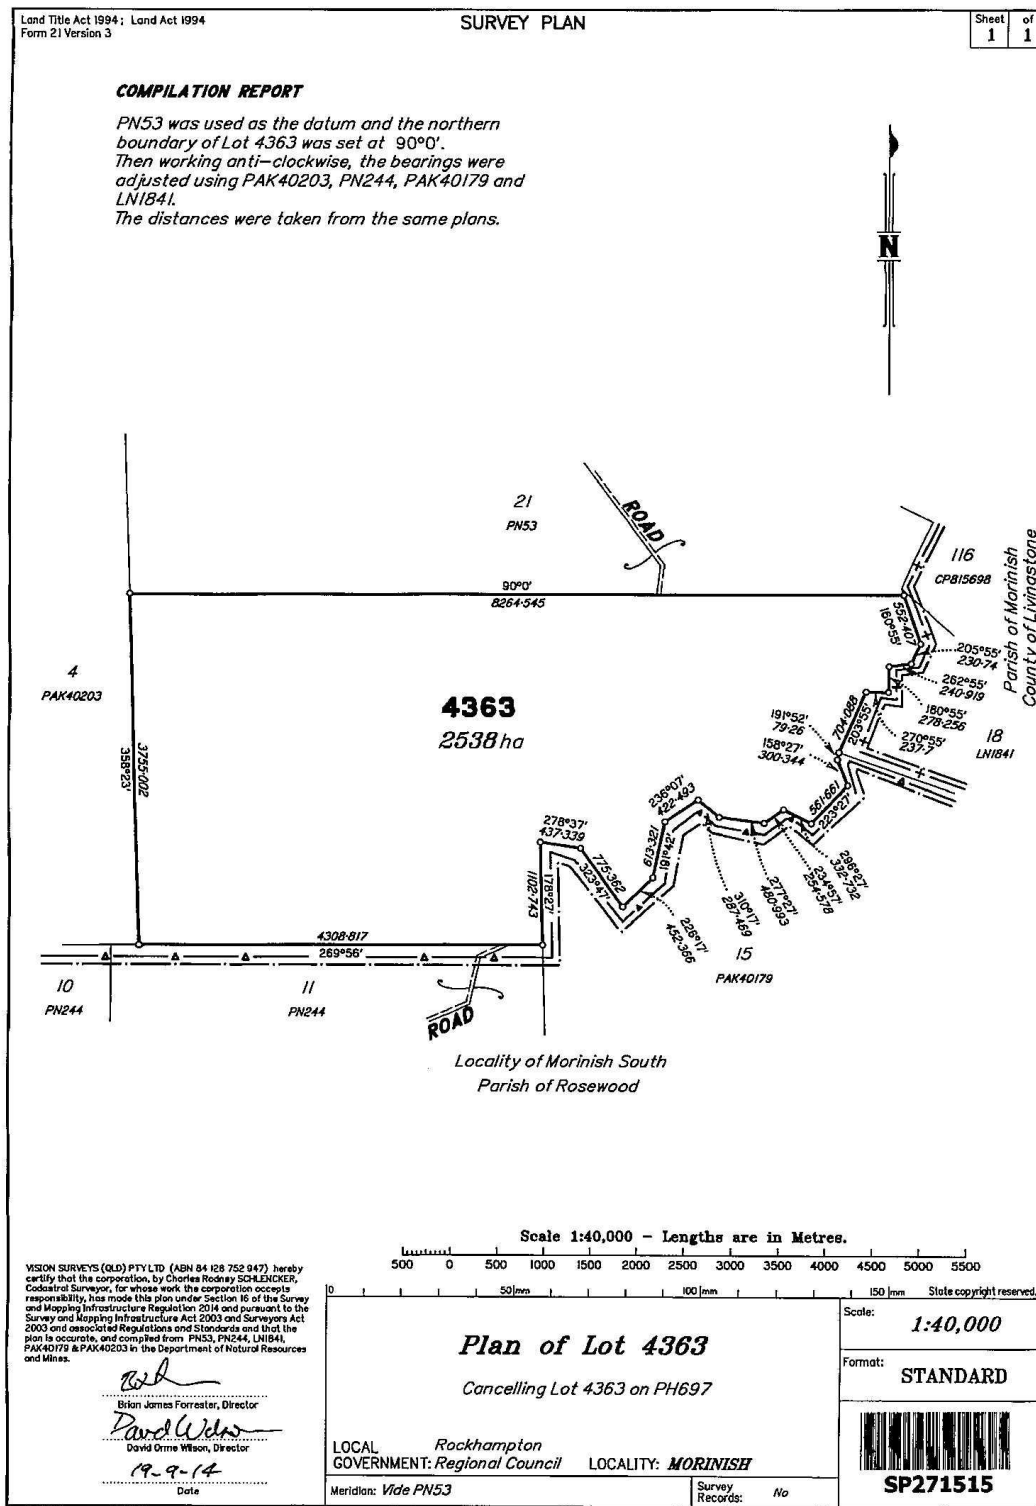 Land Title Act 1994; Land Act 1994
Form 21 Version 3
SURVEY PLAN
Sheet of
1 1
COMPILATION REPORT
PN53 was used as the datum and the northern
boundary of Lot 4363 was set at 90°0'.
Then working anti-clockwise, the bearings were
adjusted using PAK40203, PN244, PAK40179 and
LN1841.
The distances were taken from the same plans.
N
21
PN53
ROAD
116
CP815698
Parish of Morinish
County of Livingstone
90°0'
8264·545
552·407
160°55'
205°55'
230·74
262°55'
240·919
180°55'
278·256
270°55'
237·7
18
LN1841
4
PAK40203
4363
2538 ha
3755·002
358°23'
704·088
203°55'
191°52'
79·26
158°27'
300·344
561·661
223°27'
236°07'
422·493
278°37'
437·339
613·321
191°42'
775·362
323°47'
1102·743
178°27'
296°27'
332·732
234°57'
254·578
277°27'
480·993
310°17'
287·469
226°17'
452·366
15
PAK40179
4308·817
269°56'
10
PN244
11
PN244
ROAD
Locality of Morinish South
Parish of Rosewood
Scale 1:40,000 - Lengths are in Metres.
500 0 500 1000 1500 2000 2500 3000 3500 4000 4500 5000 5500
0 50 mm 100 mm 150 mm State copyright reserved.
VISION SURVEYS (QLD) PTY LTD (ABN 84 128 752 947) hereby
certify that the corporation, by Charles Rodney SCHLENCKER,
Cadastral Surveyor, for whose work the corporation accepts
responsibility, has made this plan under Section 16 of the Survey
and Mapping Infrastructure Regulation 2014 and pursuant to the
Survey and Mapping Infrastructure Act 2003 and Surveyors Act
2003 and associated Regulations and Standards and that the
plan is accurate, and compiled from PN53, PN244, LN1841,
PAK40179 & PAK40203 in the Department of Natural Resources
and Mines.
Brian James Forrester, Director
David Orme Wilson, Director
19-9-14
Date
Plan of Lot 4363
Cancelling Lot 4363 on PH697
LOCAL
GOVERNMENT: Rockhampton Regional Council LOCALITY: MORINISH
Meridian: Vide PN53
Survey
Records: No
Scale:
1:40,000
Format:
STANDARD
SP271515